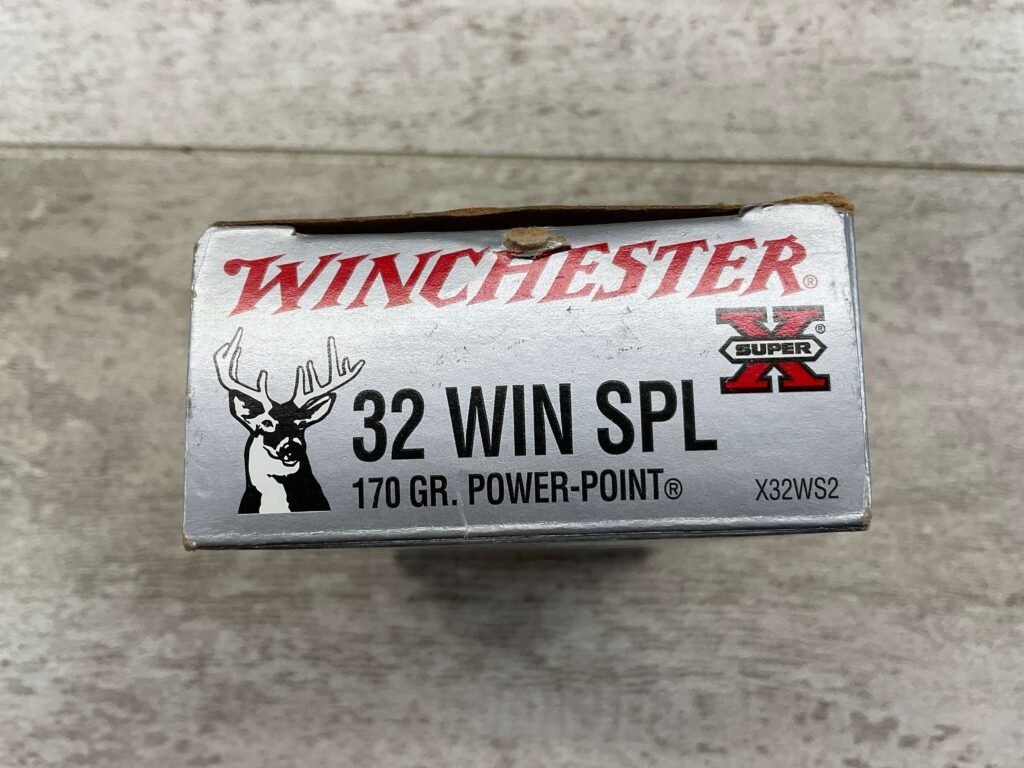 WINCHESTER®
SUPER X®
32 WIN SPL
170 GR. POWER-POINT®
X32WS2